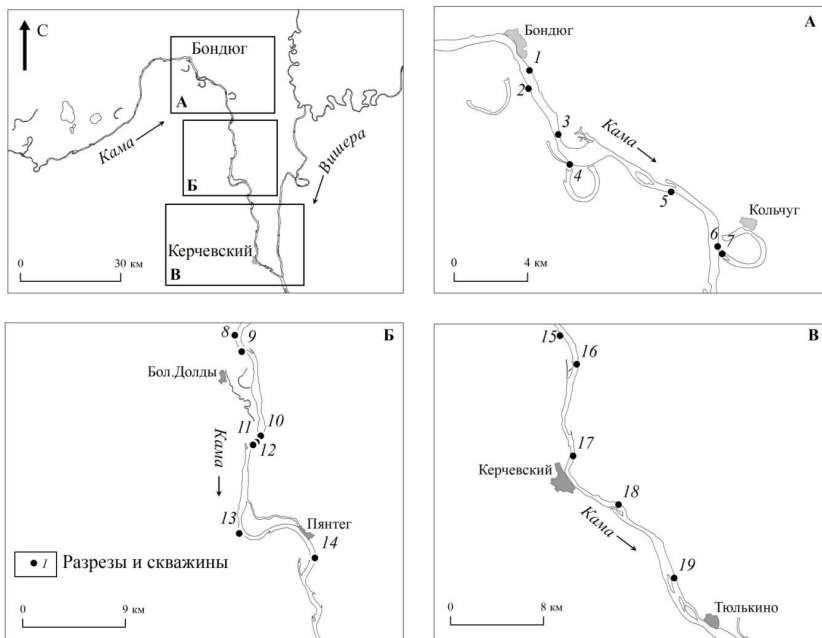 С
Бондюг
А
Кама
Вишера
Б
Керчевский
В
0 30 км
А
Бондюг
1
2
3
Кама
4
5
Кольчуг
6
7
0 4 км
Б
8
9
Бол.Долды
10
11
12
Кама
13
Пянтег
14
1 Разрезы и скважины
0 9 км
В
15
16
17
Керчевский
18
Кама
19
Тюлькино
0 8 км